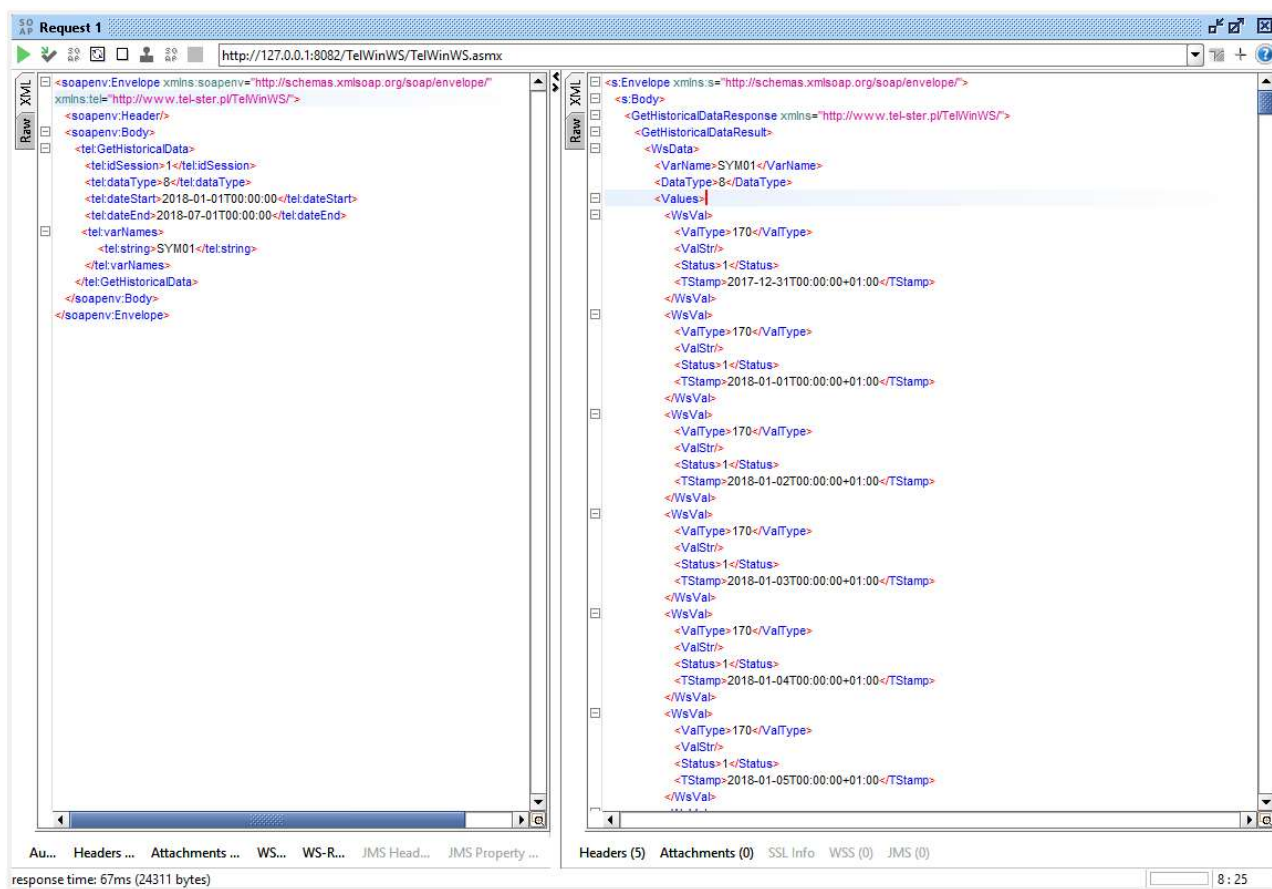 SO AP Request 1
http://127.0.0.1:8082/TelWinWS/TelWinWS.asmx
XML
Raw
<soapenv:Envelope xmlns:soapenv="http://schemas.xmlsoap.org/soap/envelope/"
xmlns:tel="http://www.tel-ster.pl/TelWinWS/">
<soapenv:Header/>
<soapenv:Body>
<tel:GetHistoricalData>
<tel:idSession>1</tel:idSession>
<tel:dataType>8</tel:dataType>
<tel:dateStart>2018-01-01T00:00:00</tel:dateStart>
<tel:dateEnd>2018-07-01T00:00:00</tel:dateEnd>
<tel:varNames>
<tel:string>SYM01</tel:string>
</tel:varNames>
</tel:GetHistoricalData>
</soapenv:Body>
</soapenv:Envelope>
XML
Raw
<s:Envelope xmlns:s="http://schemas.xmlsoap.org/soap/envelope/">
<s:Body>
<GetHistoricalDataResponse xmlns="http://www.tel-ster.pl/TelWinWS/">
<GetHistoricalDataResult>
<WsData>
<VarName>SYM01</VarName>
<DataType>8</DataType>
<Values>
<WsVal>
<ValType>170</ValType>
<ValStr/>
<Status>1</Status>
<TStamp>2017-12-31T00:00:00+01:00</TStamp>
</WsVal>
<WsVal>
<ValType>170</ValType>
<ValStr/>
<Status>1</Status>
<TStamp>2018-01-01T00:00:00+01:00</TStamp>
</WsVal>
<WsVal>
<ValType>170</ValType>
<ValStr/>
<Status>1</Status>
<TStamp>2018-01-02T00:00:00+01:00</TStamp>
</WsVal>
<WsVal>
<ValType>170</ValType>
<ValStr/>
<Status>1</Status>
<TStamp>2018-01-03T00:00:00+01:00</TStamp>
</WsVal>
<WsVal>
<ValType>170</ValType>
<ValStr/>
<Status>1</Status>
<TStamp>2018-01-04T00:00:00+01:00</TStamp>
</WsVal>
<WsVal>
<ValType>170</ValType>
<ValStr/>
<Status>1</Status>
<TStamp>2018-01-05T00:00:00+01:00</TStamp>
</WsVal>
Au... Headers ... Attachments ... WS... WS-R... JMS Head... JMS Property ...
Headers (5) Attachments (0) SSL Info WSS (0) JMS (0)
response time: 67ms (24311 bytes)
8 : 25